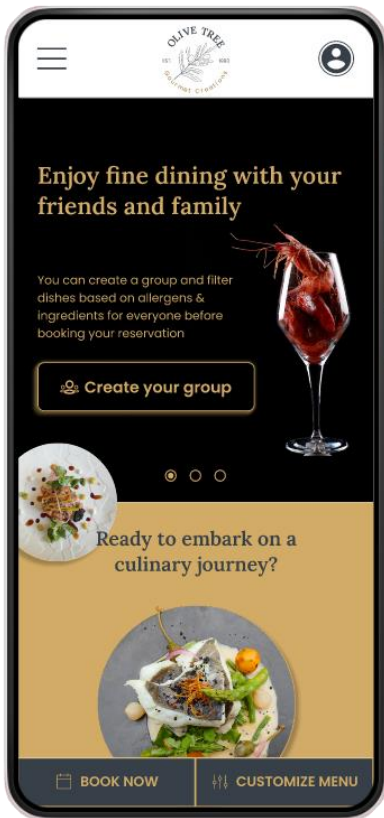 OLIVE TREE
EST
Gourmet Creations
Enjoy fine dining with your
friends and family
You can create a group and filter
dishes based on allergens &
ingredients for everyone before
booking your reservation
Create your group
Ready to embark on a
culinary journey?
BOOK NOW
CUSTOMIZE MENU